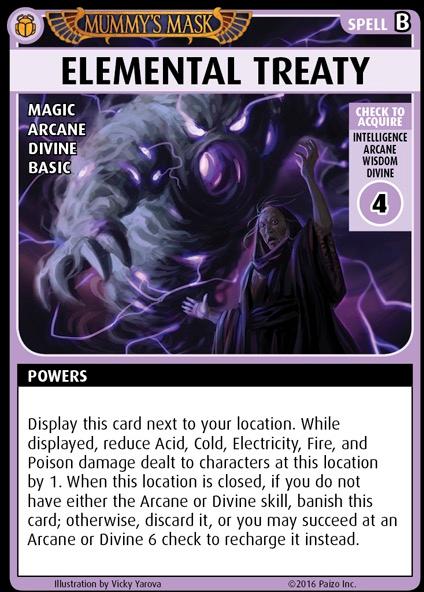 MUMMY'S MASK
SPELL B
ELEMENTAL TREATY
MAGIC
ARCANE
DIVINE
BASIC
CHECK TO
ACQUIRE
INTELLIGENCE
ARCANE
WISDOM
DIVINE
4
POWERS
Display this card next to your location. While
displayed, reduce Acid, Cold, Electricity, Fire, and
Poison damage dealt to characters at this location
by 1. When this location is closed, if you do not
have either the Arcane or Divine skill, banish this
card; otherwise, discard it, or you may succeed at an
Arcane or Divine 6 check to recharge it instead.
Illustration by Vicky Yarova ©2016 Paizo Inc.